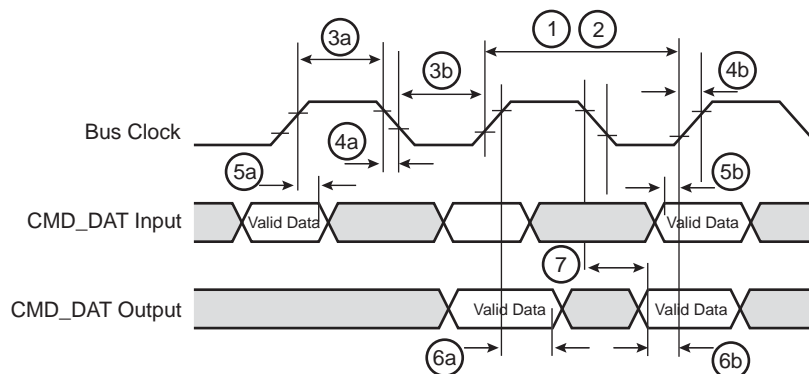 3a
1 2
3b
4b
Bus Clock
4a
5a
5b
CMD_DAT Input
Valid Data
Valid Data
7
CMD_DAT Output
Valid Data
Valid Data
6a
6b